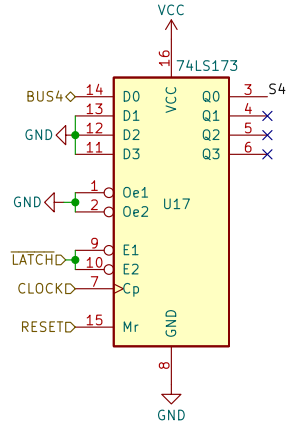 VCC
16
74LS173
VCC
BUS4 14 D0 Q0 3 S4
13 D1 Q1 4
GND 12 D2 Q2 5
11 D3 Q3 6
1 Oe1
GND 2 Oe2
U17
9 E1
LATCH 10 E2
CLOCK 7 Cp
RESET 15 Mr
GND
8
GND